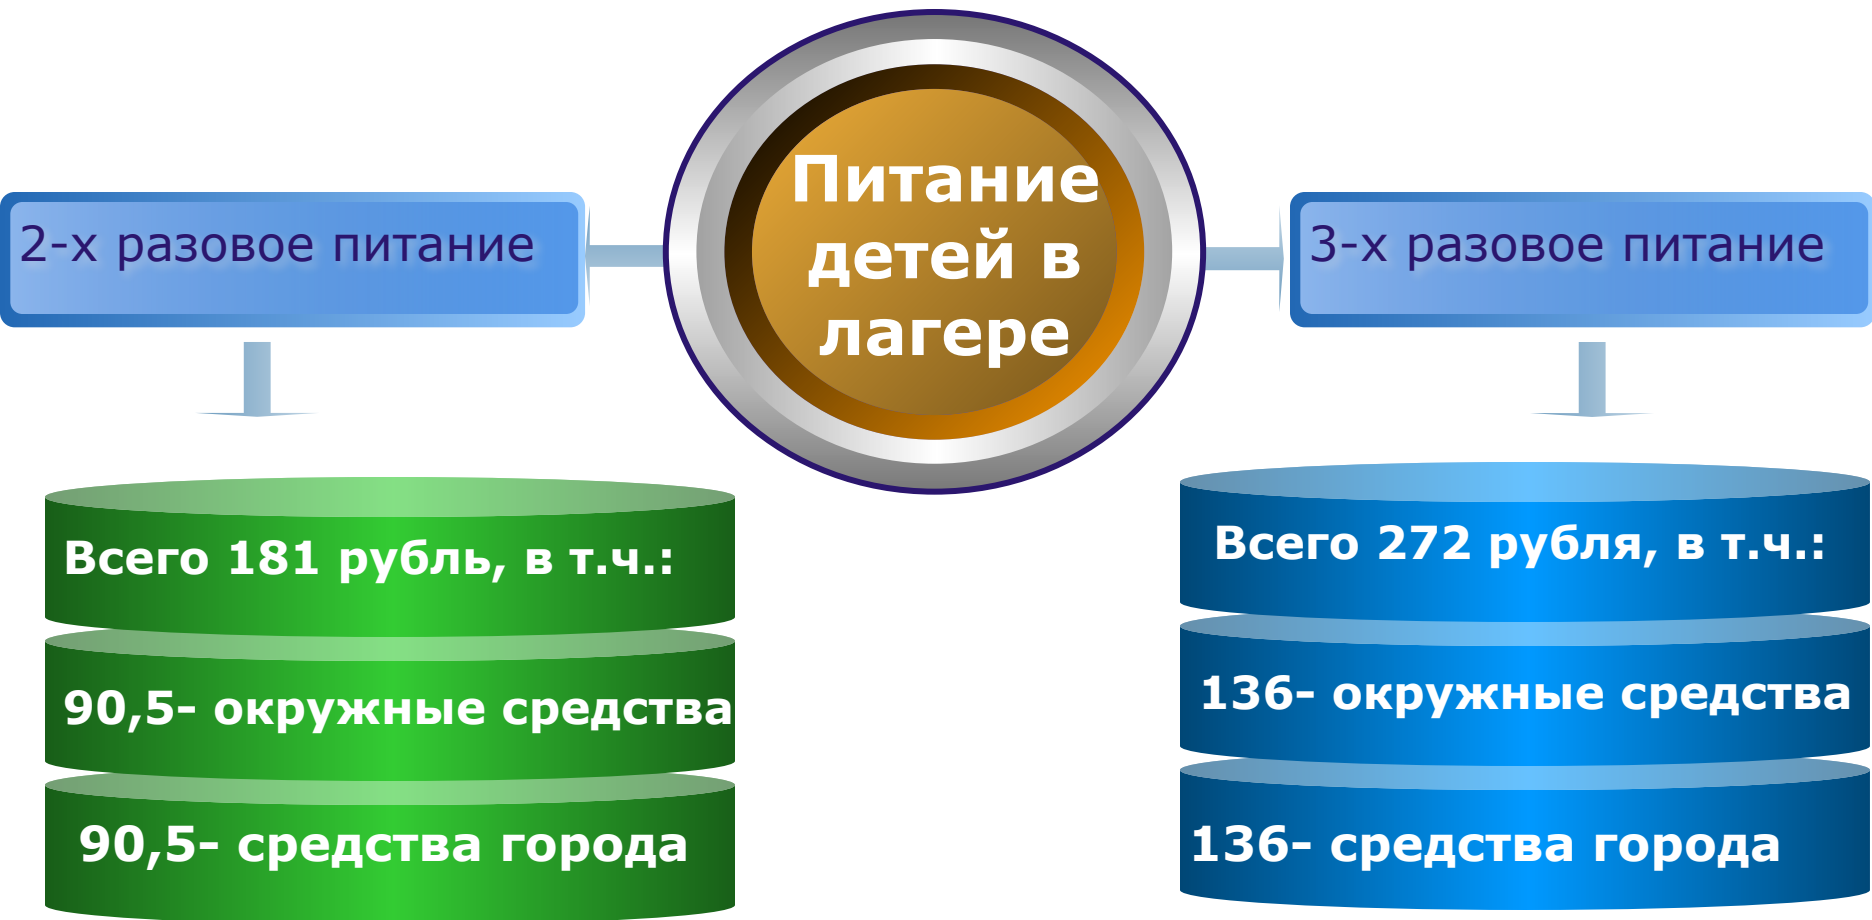 Питание
детей в
лагере
2-х разовое питание
3-х разовое питание
Всего 181 рубль, в т.ч.:
90,5- окружные средства
90,5- средства города
Всего 272 рубля, в т.ч.:
136- окружные средства
136- средства города